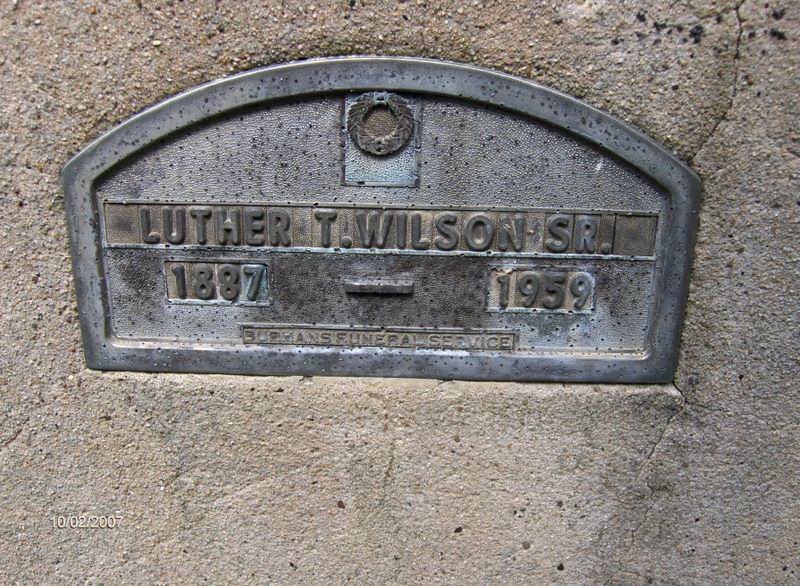 LUTHER T. WILSON SR.
1887 — 1959
FUNERAL SERVICE
10/02/2007